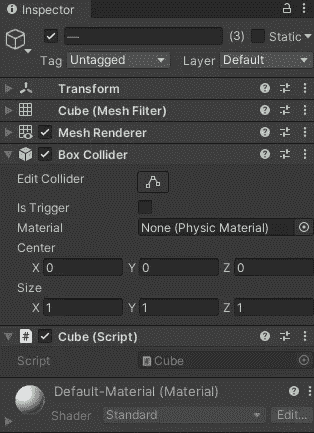 Inspector
— (3) Static
Tag Untagged Layer Default
Transform
Cube (Mesh Filter)
Mesh Renderer
Box Collider
Edit Collider
Is Trigger
Material None (Physic Material)
Center
X 0 Y 0 Z 0
Size
X 1 Y 1 Z 1
# Cube (Script)
Script # Cube
Default-Material (Material)
Shader Standard Edit...